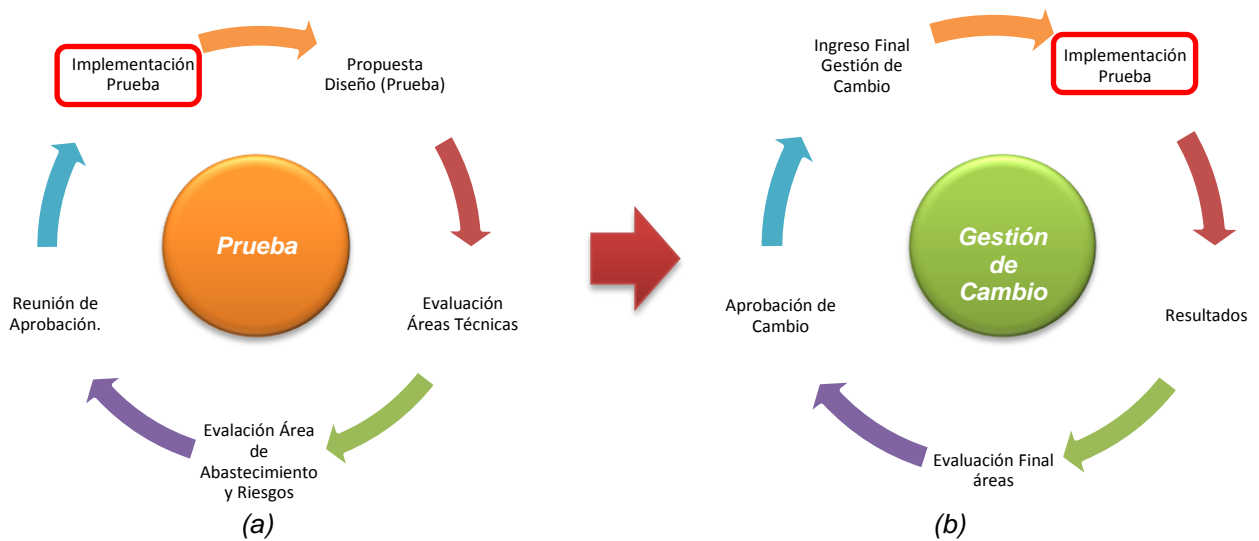 Implementación
Prueba
Propuesta
Diseño (Prueba)
Evaluación
Áreas Técnicas
Evalación Área
de
Abastecimiento
y Riesgos
Reunión de
Aprobación.
Prueba
(a)
Ingreso Final
Gestión de
Cambio
Implementación
Prueba
Resultados
Evaluación Final
áreas
Aprobación de
Cambio
Gestión
de
Cambio
(b)